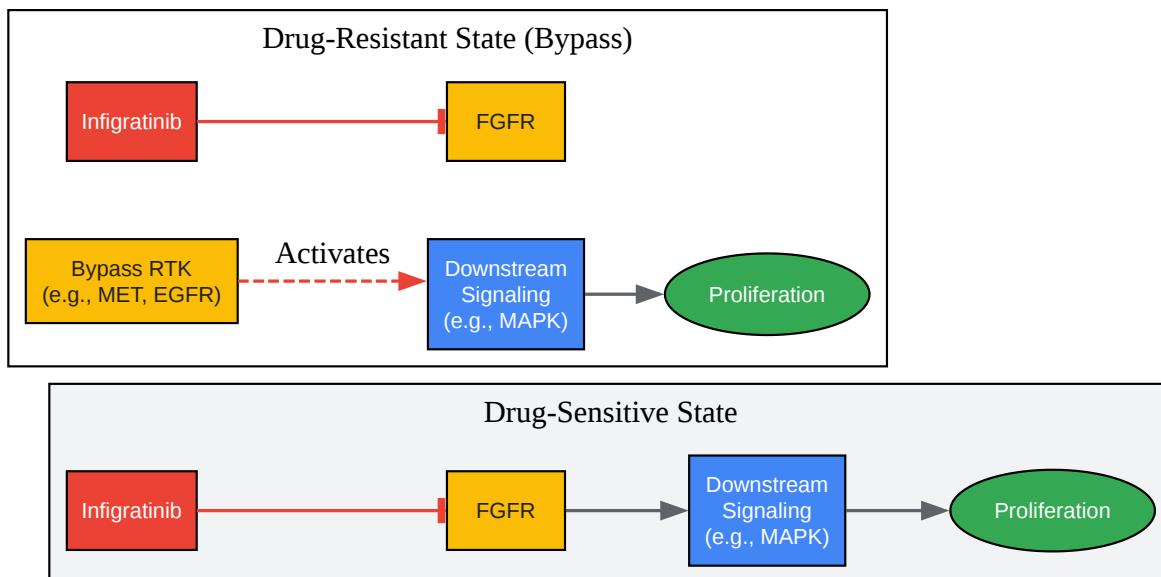 Drug-Resistant State (Bypass)
Infigratinib
FGFR
Bypass RTK
(e.g., MET, EGFR)
Activates
Downstream
Signaling
(e.g., MAPK)
Proliferation
Drug-Sensitive State
Infigratinib
FGFR
Downstream
Signaling
(e.g., MAPK)
Proliferation